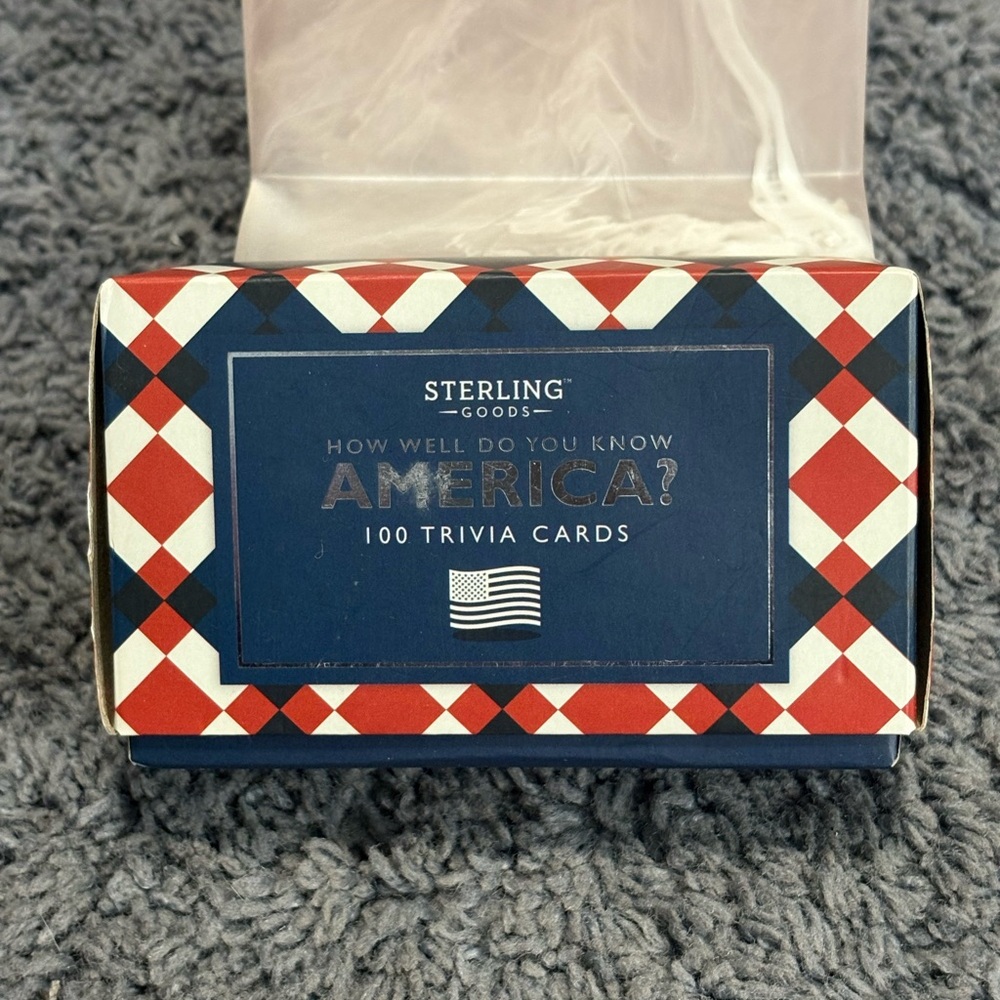 STERLING™
GOODS
HOW WELL DO YOU KNOW
AMERICA?
100 TRIVIA CARDS